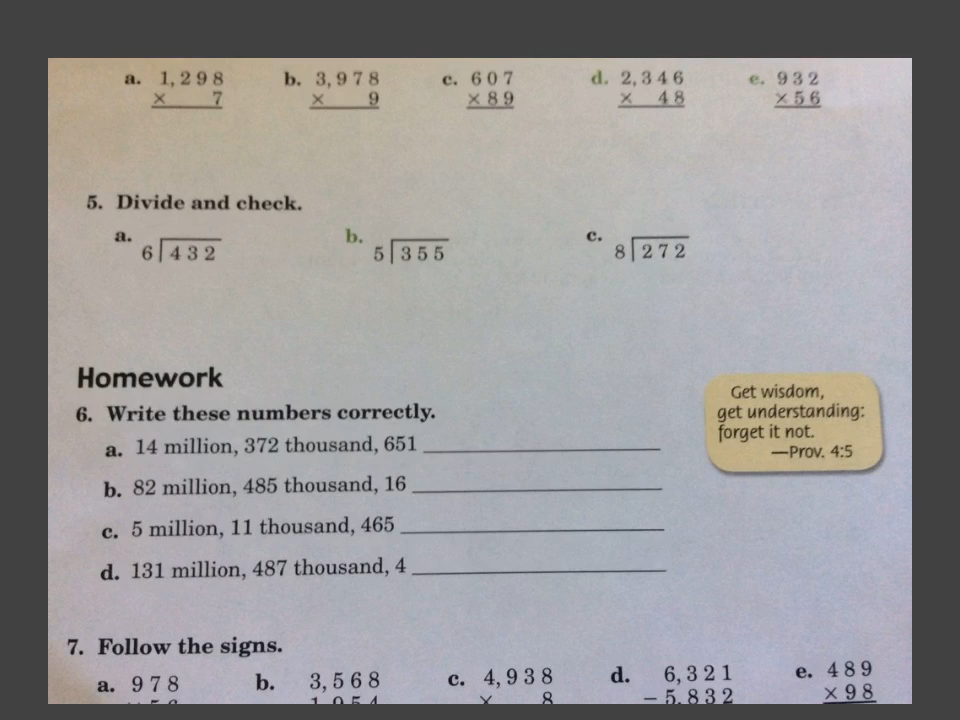 a. 1,298 b. 3,978 c. 607 d. 2,346 e. 932
× 7 × 9 ×89 × 48 ×56
5. Divide and check.
a. 6)432 b. 5)355 c. 8)272
Homework
6. Write these numbers correctly.
a. 14 million, 372 thousand, 651
b. 82 million, 485 thousand, 16
c. 5 million, 11 thousand, 465
d. 131 million, 487 thousand, 4
Get wisdom,
get understanding:
forget it not.
—Prov. 4:5
7. Follow the signs.
a. 978 b. 3,568 c. 4,938 d. 6,321 e. 489
× 8 −5,832 ×98